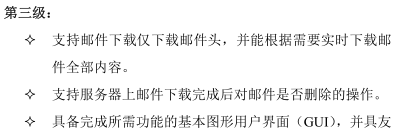 第三级：
✧ 支持邮件下载仅下载邮件头，并能根据需要实时下载邮
件全部内容。
✧ 支持服务器上邮件下载完成后对邮件是否删除的操作。
✧ 具备完成所需功能的基本图形用户界面（GUI），并具友